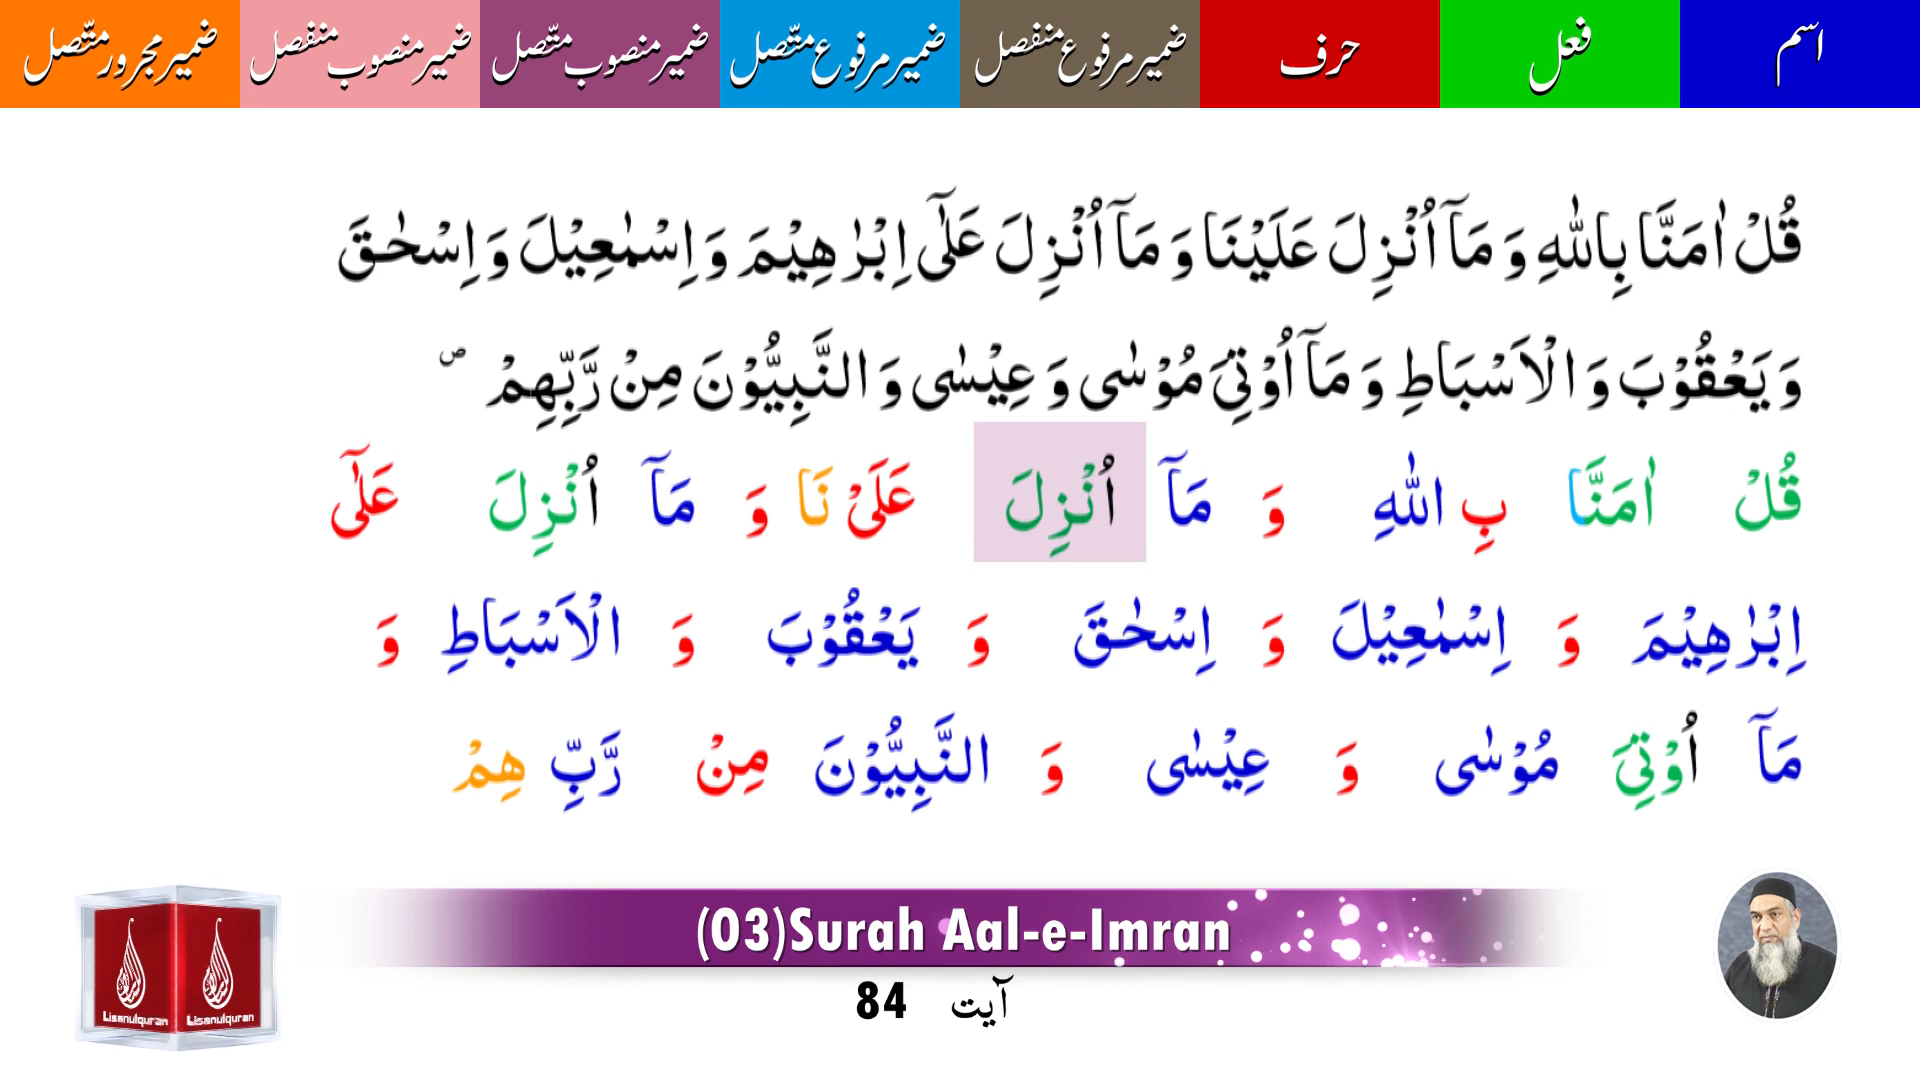 اسم فعل حرف ضمیر مرفوع منفصل ضمیر مرفوع متّصل ضمیر منصوب متّصل ضمیر منصوب منفصل ضمیر مجرور متّصل
قُلْ اٰمَنَّا بِاللّٰهِ وَ مَاۤ اُنْزِلَ عَلَیْنَا وَ مَاۤ اُنْزِلَ عَلٰۤی اِبْرٰهِیْمَ وَ اِسْمٰعِیْلَ وَ اِسْحٰقَ
وَ یَعْقُوْبَ وَ الْاَسْبَاطِ وَ مَاۤ اُوْتِیَ مُوْسٰی وَ عِیْسٰی وَ النَّبِیُّوْنَ مِنْ رَّبِّهِمْ ۪
قُلْ اٰمَنَّا بِ اللّٰهِ وَ مَاۤ اُنْزِلَ عَلَیْ نَا وَ مَاۤ اُنْزِلَ عَلٰۤی
اِبْرٰهِیْمَ وَ اِسْمٰعِیْلَ وَ اِسْحٰقَ وَ یَعْقُوْبَ وَ الْاَسْبَاطِ وَ
مَاۤ اُوْتِیَ مُوْسٰی وَ عِیْسٰی وَ النَّبِیُّوْنَ مِنْ رَّبِّ هِمْ
(03)Surah Aal-e-Imran
آیت 84
Lisanulquran Lisanulquran